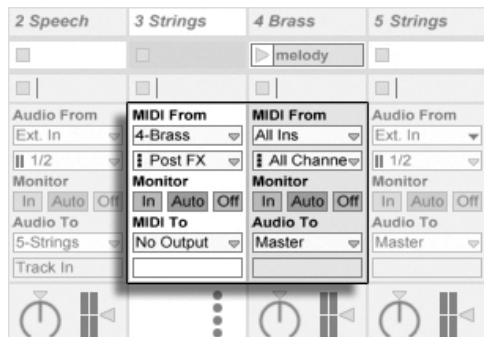 2 Speech
3 Strings
4 Brass
5 Strings
melody
Audio From
Ext. In
1/2
Monitor
In Auto Off
Audio To
5-Strings
Track In
MIDI From
4-Brass
Post FX
Monitor
In Auto Off
MIDI To
No Output
MIDI From
All Ins
All Channe
Monitor
In Auto Off
Audio To
Master
Audio From
Ext. In
1/2
Monitor
In Auto Off
Audio To
Master